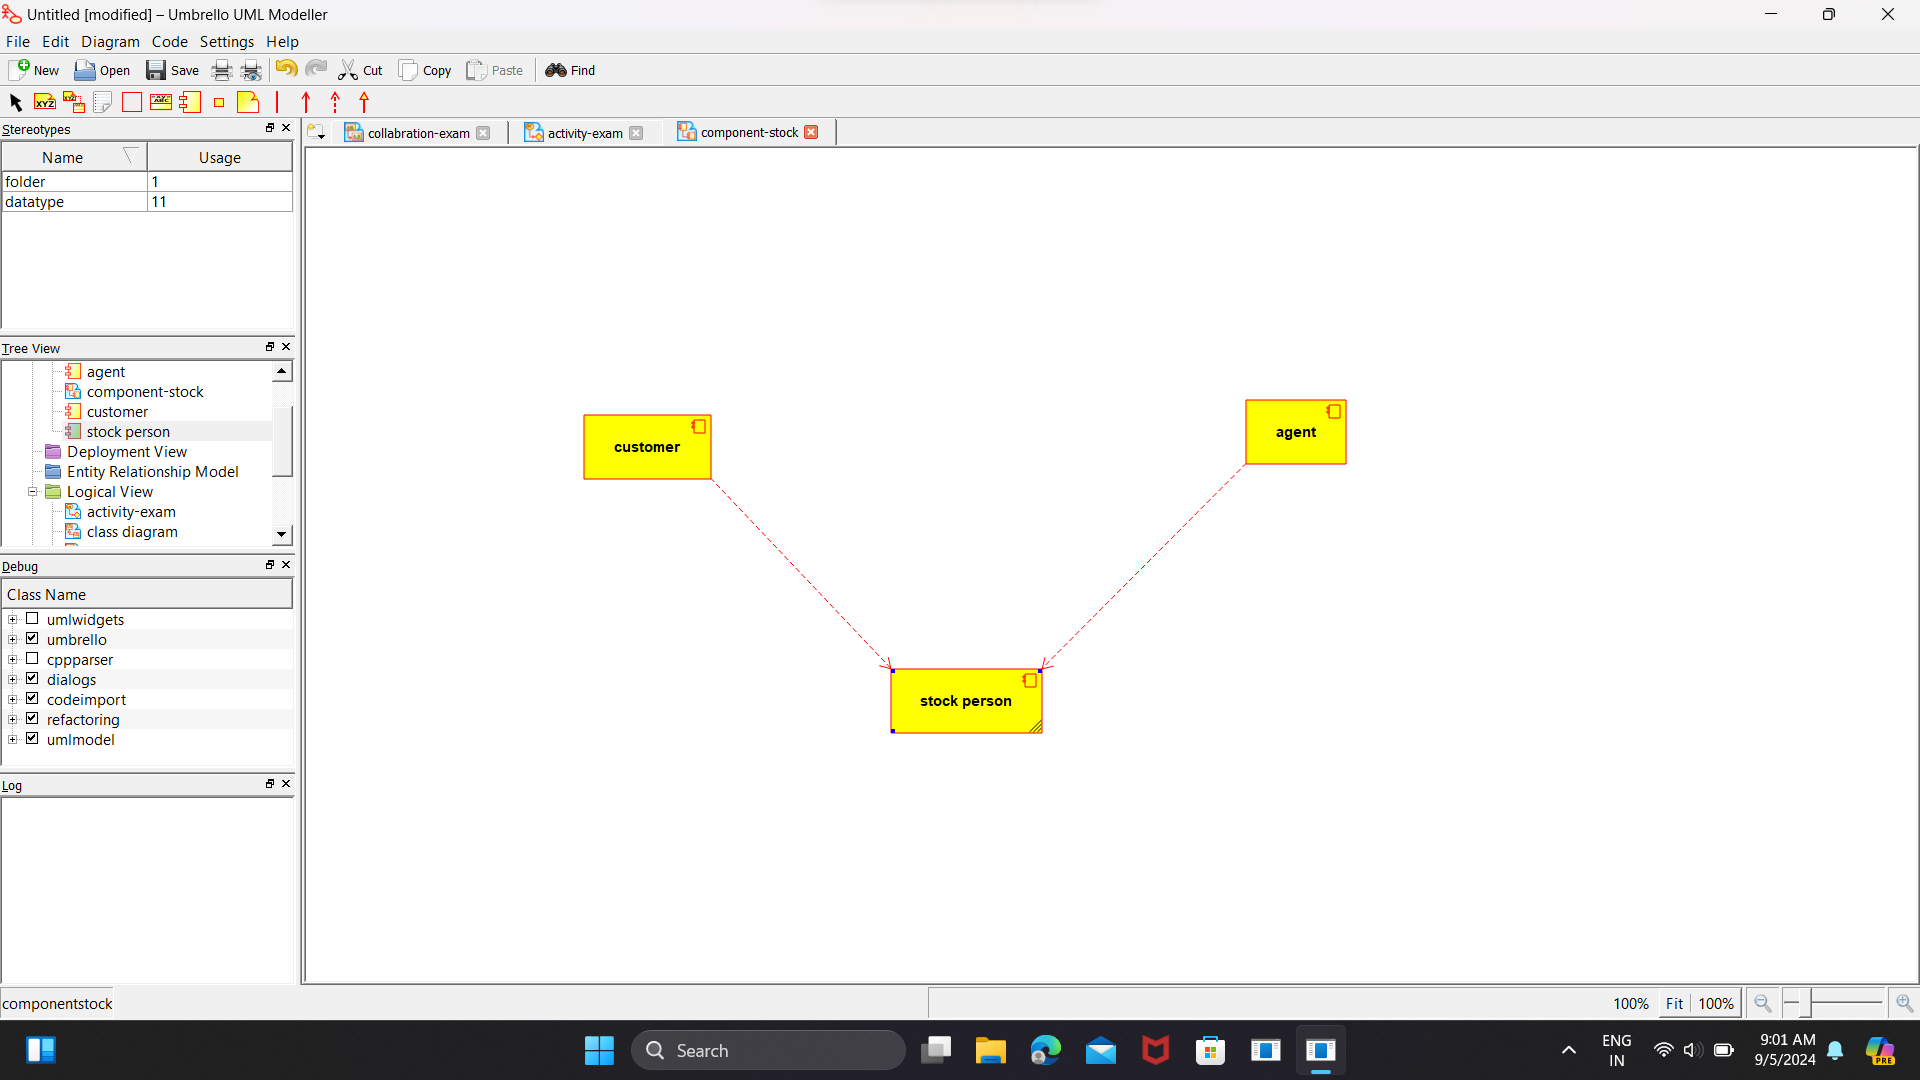 Untitled [modified] – Umbrello UML Modeller
File Edit Diagram Code Settings Help
New Open Save Cut Copy Paste Find
XYZ XYZ ABC
Stereotypes
collabration-exam activity-exam component-stock
Name Usage
folder 1
datatype 11
Tree View
agent
component-stock
customer
stock person
Deployment View
Entity Relationship Model
Logical View
activity-exam
class diagram
customer
agent
stock person
Debug
Class Name
umlwidgets
umbrello
cppparser
dialogs
codeimport
refactoring
umlmodel
Log
componentstock
100% Fit 100%
Search
ENG
IN
9:01 AM
9/5/2024
PRE